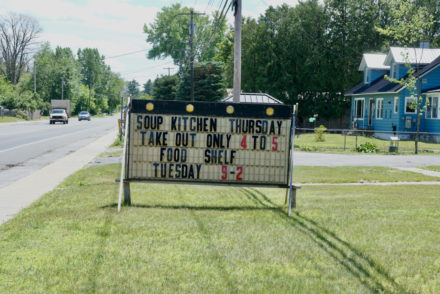 SOUP KITCHEN THURSDAY
TAKE OUT ONLY 4 TO 5
FOOD SHELF
TUESDAY 9-2